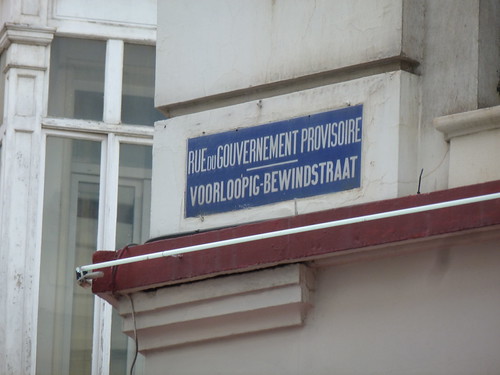 RUE DU GOUVERNEMENT PROVISOIRE
VOORLOOPIG-BEWINDSTRAAT